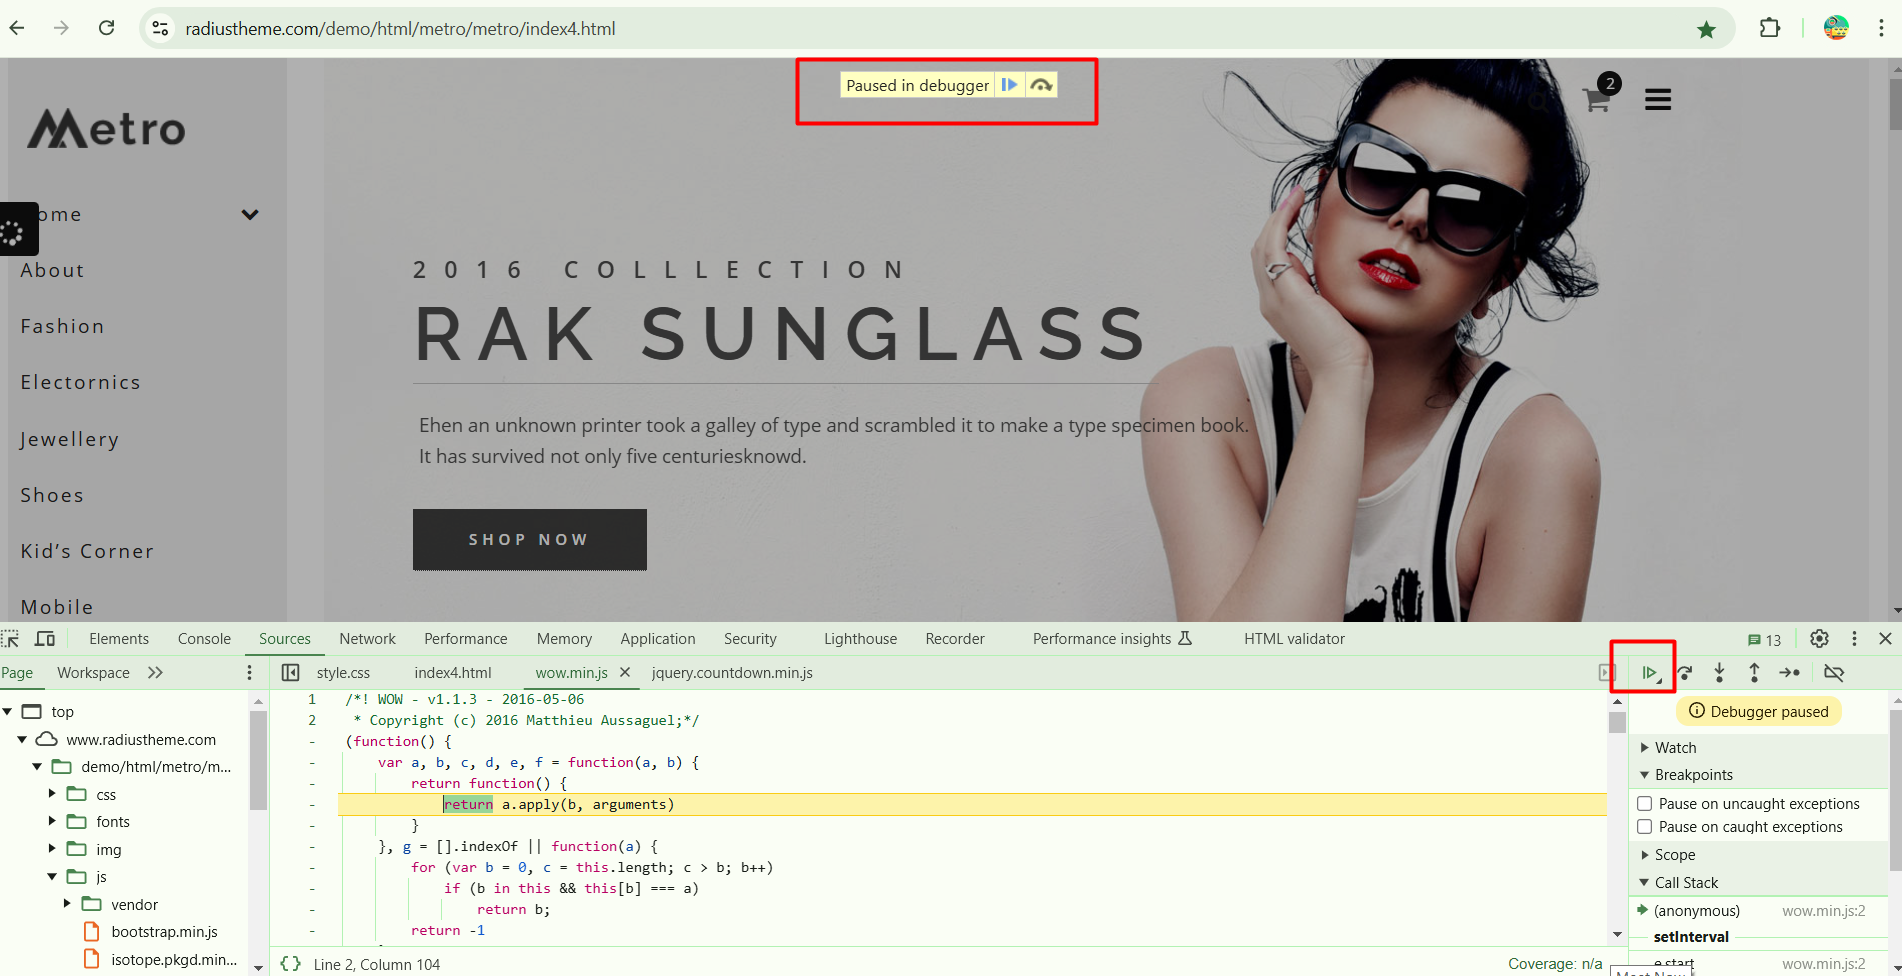 radiustheme.com/demo/html/metro/metro/index4.html
Paused in debugger
2
Metro
ome
About
Fashion
Electornics
Jewellery
Shoes
Kid's Corner
Mobile
2016 COLLLECTION
RAK SUNGLASS
Ehen an unknown printer took a galley of type and scrambled it to make a type specimen book.
It has survived not only five centuriesknowd.
SHOP NOW
Elements Console Sources Network Performance Memory Application Security Lighthouse Recorder Performance insights HTML validator 13
Page Workspace style.css index4.html wow.min.js jquery.countdown.min.js
top
www.radiustheme.com
demo/html/metro/m...
css
fonts
img
js
vendor
bootstrap.min.js
isotope.pkgd.min...
1 /*! WOW - v1.1.3 - 2016-05-06
2 * Copyright (c) 2016 Matthieu Aussaguel;*/
- (function() {
- var a, b, c, d, e, f = function(a, b) {
- return function() {
- return a.apply(b, arguments)
- }
- }, g = [].indexOf || function(a) {
- for (var b = 0, c = this.length; c > b; b++)
- if (b in this && this[b] === a)
- return b;
- return -1
{} Line 2, Column 104
Coverage: n/a
Debugger paused
Watch
Breakpoints
Pause on uncaught exceptions
Pause on caught exceptions
Scope
Call Stack
(anonymous) wow.min.js:2
setInterval
e.start wow.min.js:2